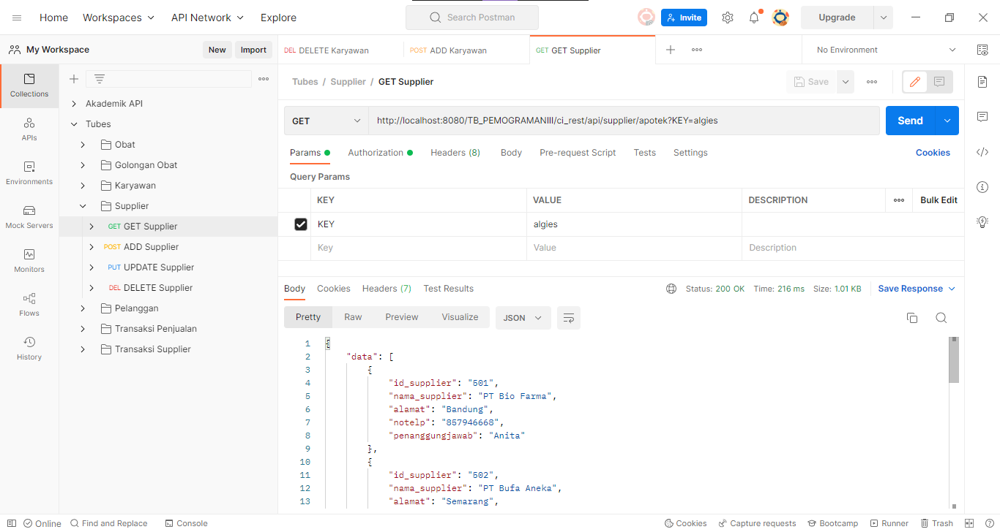 Home
Workspaces
API Network
Explore
Search Postman
Invite
Upgrade
My Workspace
New
Import
DEL DELETE Karyawan
POST ADD Karyawan
GET GET Supplier
No Environment
Collections
APIs
Environments
Mock Servers
Monitors
Flows
History
Akademik API
Tubes
Obat
Golongan Obat
Karyawan
Supplier
GET GET Supplier
POST ADD Supplier
PUT UPDATE Supplier
DEL DELETE Supplier
Pelanggan
Transaksi Penjualan
Transaksi Supplier
Tubes / Supplier / GET Supplier
Save
GET
http://localhost:8080/TB_PEMOGRAMANIII/ci_rest/api/supplier/apotek?KEY=algies
Send
Params
Authorization
Headers (8)
Body
Pre-request Script
Tests
Settings
Cookies
Query Params
KEY VALUE DESCRIPTION Bulk Edit
KEY algies
Key Value Description
Body Cookies Headers (7) Test Results
Status: 200 OK Time: 216 ms Size: 1.01 KB
Save Response
Pretty Raw Preview Visualize JSON
1 {
2 "data": [
3 {
4 "id_supplier": "501",
5 "nama_supplier": "PT Bio Farma",
6 "alamat": "Bandung",
7 "notelp": "857946668",
8 "penanggungjawab": "Anita"
9 },
10 {
11 "id_supplier": "502",
12 "nama_supplier": "PT Bufa Aneka",
13 "alamat": "Semarang",
Online
Find and Replace
Console
Cookies
Capture requests
Bootcamp
Runner
Trash